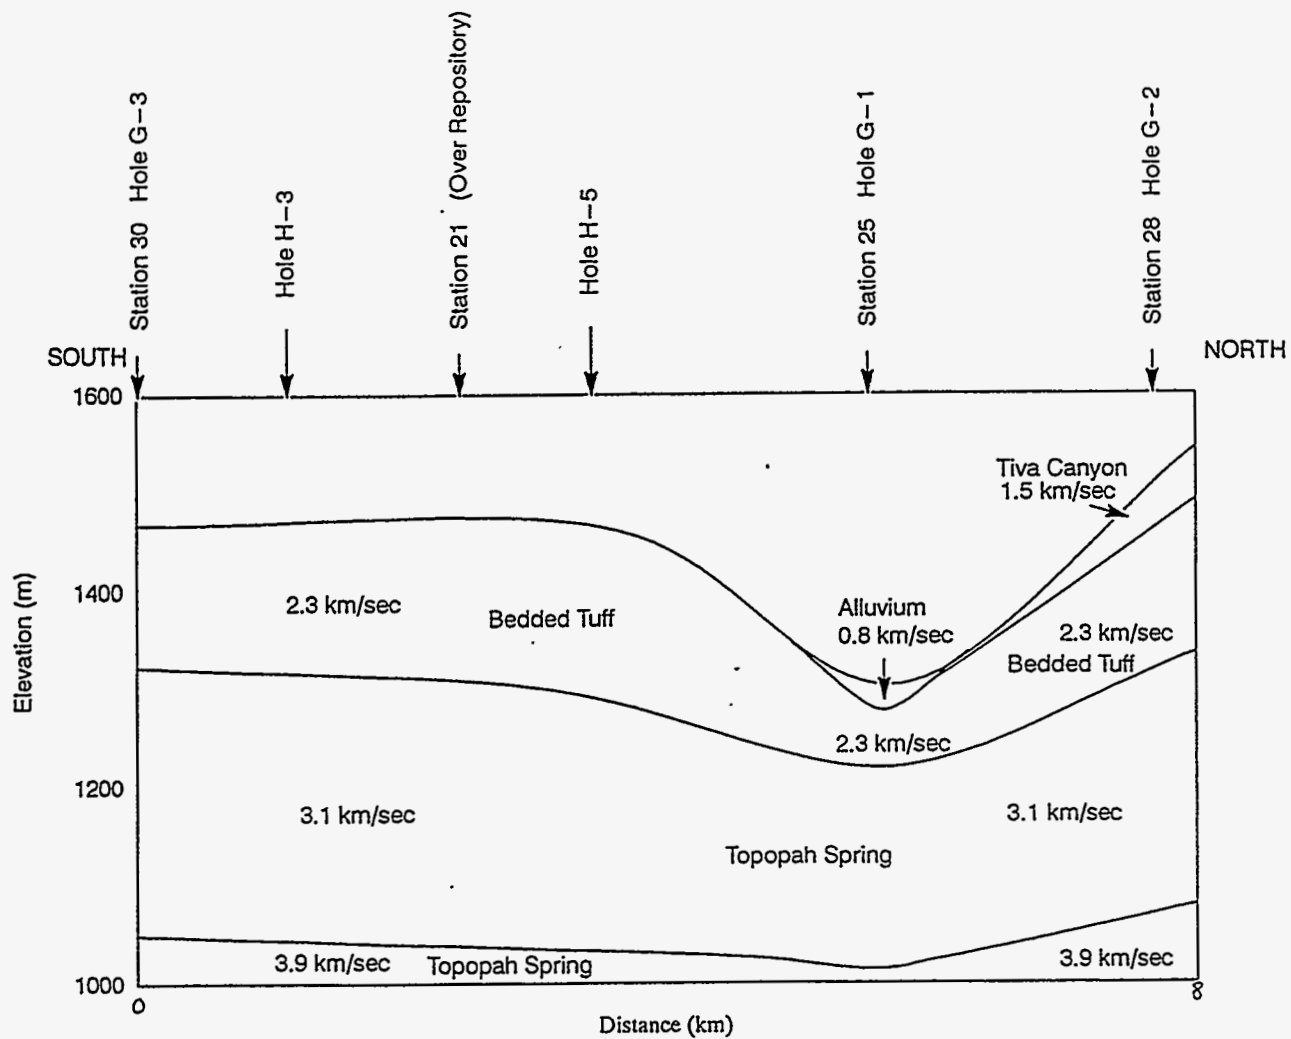 Station 30 Hole G-3
Hole H-3
Station 21 (Over Repository)
Hole H-5
Station 25 Hole G-1
Station 28 Hole G-2
SOUTH
NORTH
1600
Tiva Canyon
1.5 km/sec
1400
2.3 km/sec
Bedded Tuff
Alluvium
0.8 km/sec
2.3 km/sec
Bedded Tuff
Elevation (m)
2.3 km/sec
1200
3.1 km/sec
3.1 km/sec
Topopah Spring
3.9 km/sec
Topopah Spring
3.9 km/sec
1000
0
8
Distance (km)